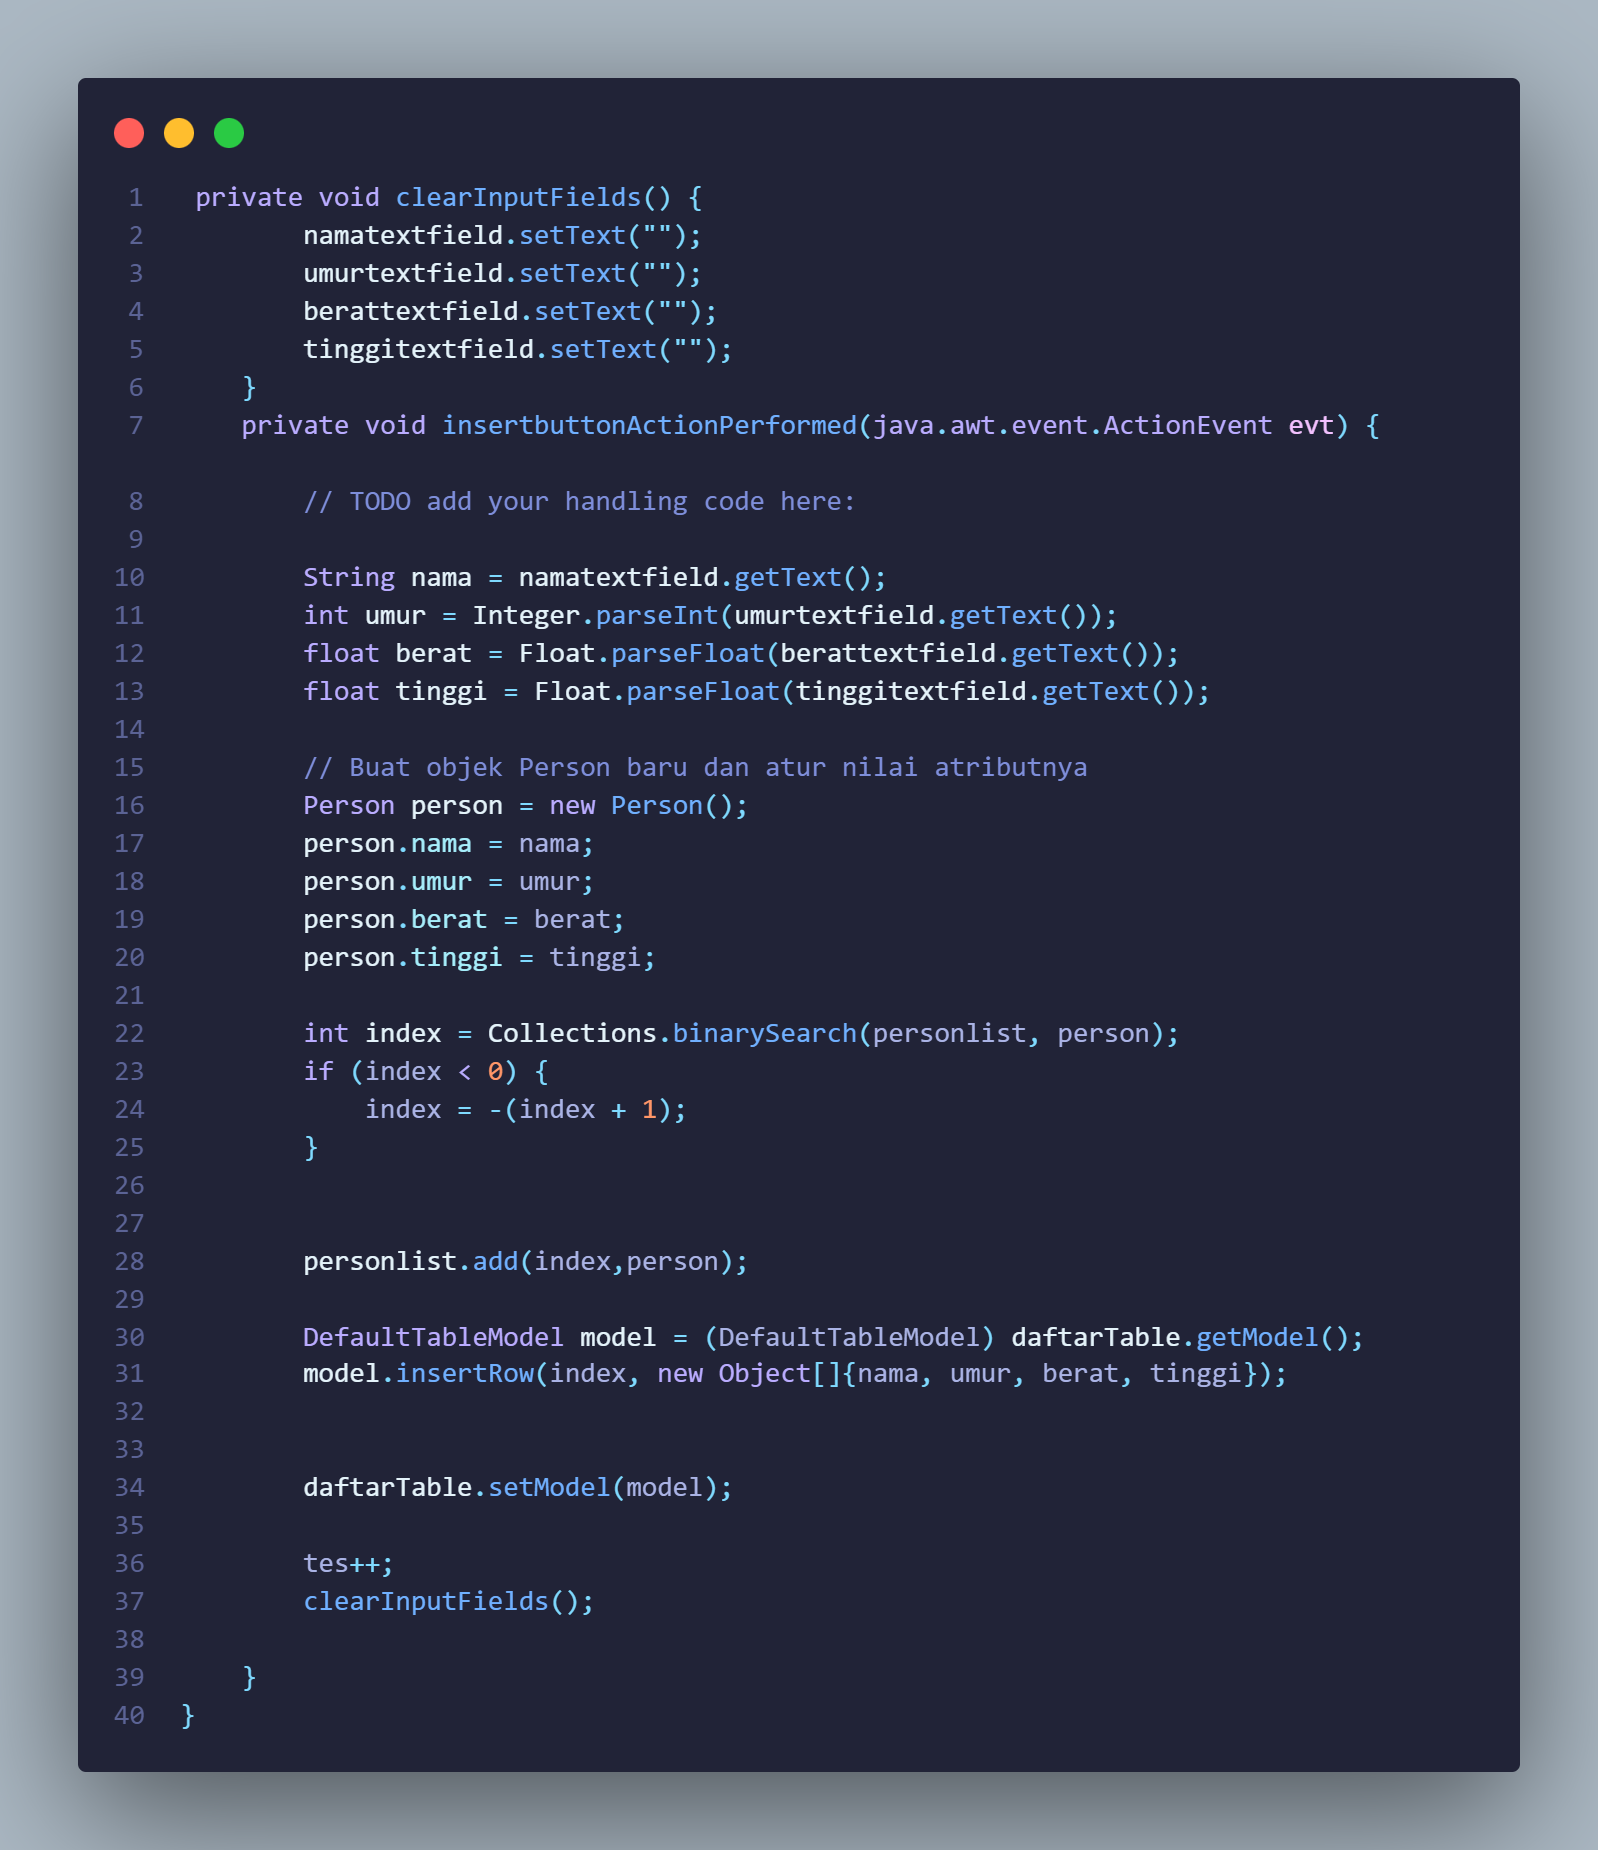 1 private void clearInputFields() {
2 namatextfield.setText("");
3 umurtextfield.setText("");
4 berattextfield.setText("");
5 tinggitextfield.setText("");
6 }
7 private void insertbuttonActionPerformed(java.awt.event.ActionEvent evt) {
8 // TODO add your handling code here:
9
10 String nama = namatextfield.getText();
11 int umur = Integer.parseInt(umurtextfield.getText());
12 float berat = Float.parseFloat(berattextfield.getText());
13 float tinggi = Float.parseFloat(tinggitextfield.getText());
14
15 // Buat objek Person baru dan atur nilai atributnya
16 Person person = new Person();
17 person.nama = nama;
18 person.umur = umur;
19 person.berat = berat;
20 person.tinggi = tinggi;
21
22 int index = Collections.binarySearch(personlist, person);
23 if (index < 0) {
24 index = -(index + 1);
25 }
26
27
28 personlist.add(index,person);
29
30 DefaultTableModel model = (DefaultTableModel) daftarTable.getModel();
31 model.insertRow(index, new Object[]{nama, umur, berat, tinggi});
32
33
34 daftarTable.setModel(model);
35
36 tes++;
37 clearInputFields();
38
39 }
40 }